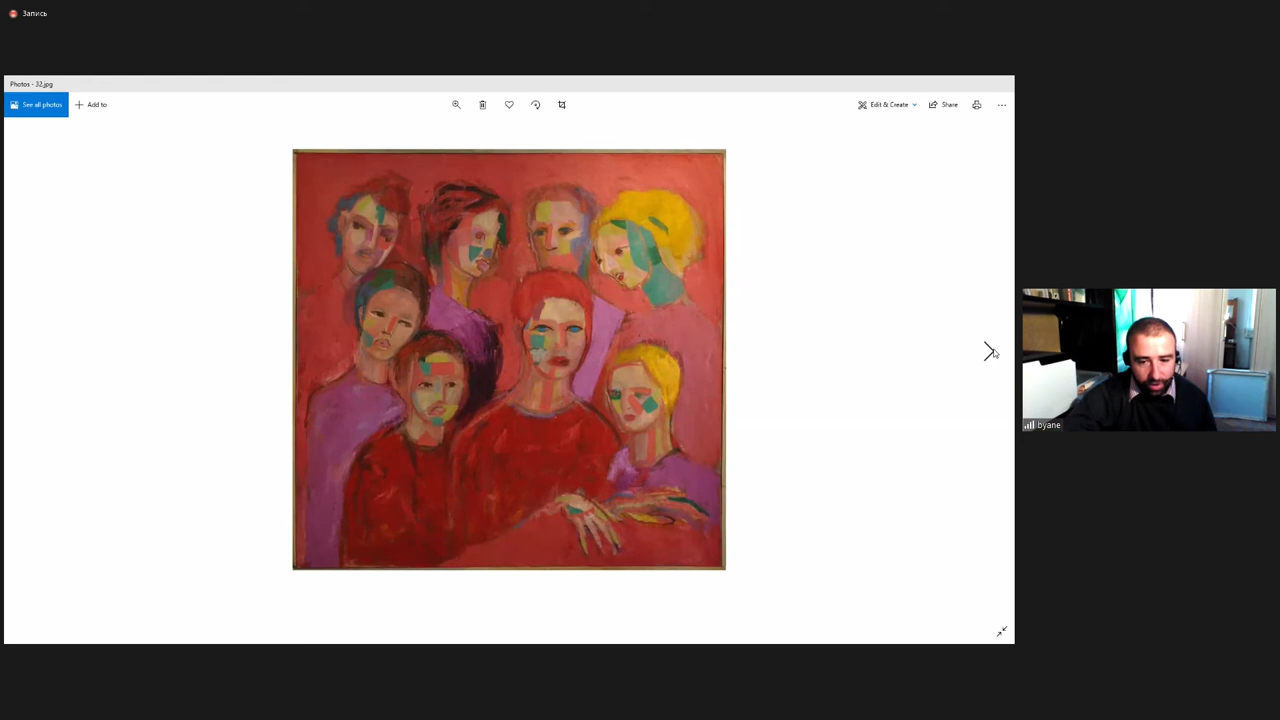 Запись
Photos - 32.jpg
See all photos
Add to
Edit & Create
Share
byane